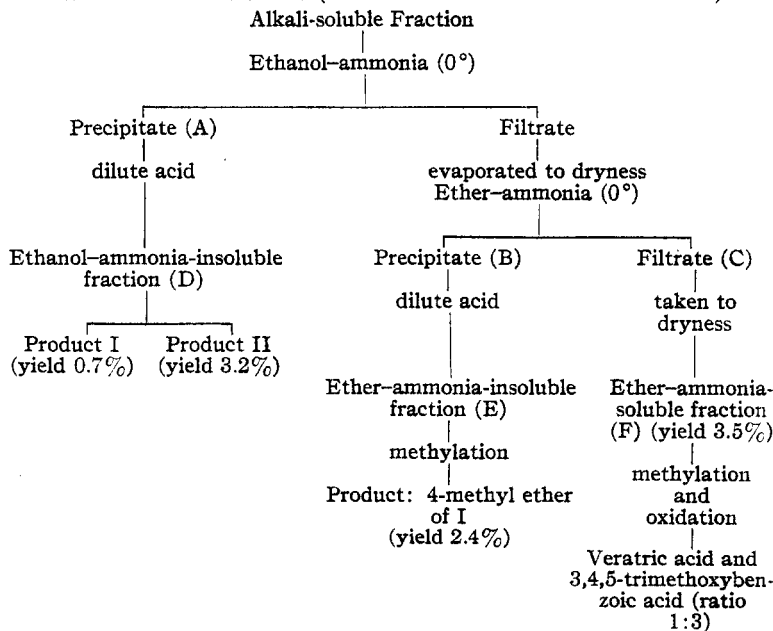 Alkali-soluble Fraction
Ethanol–ammonia (0°)
Precipitate (A)
Filtrate
dilute acid
evaporated to dryness
Ether–ammonia (0°)
Ethanol–ammonia-insoluble
fraction (D)
Precipitate (B)
Filtrate (C)
dilute acid
taken to
dryness
Product I
(yield 0.7%)
Product II
(yield 3.2%)
Ether–ammonia-insoluble
fraction (E)
Ether–ammonia-
soluble fraction
(F) (yield 3.5%)
methylation
methylation
and
oxidation
Product: 4-methyl ether
of I
(yield 2.4%)
Veratric acid and
3,4,5-trimethoxyben-
zoic acid (ratio
1:3)